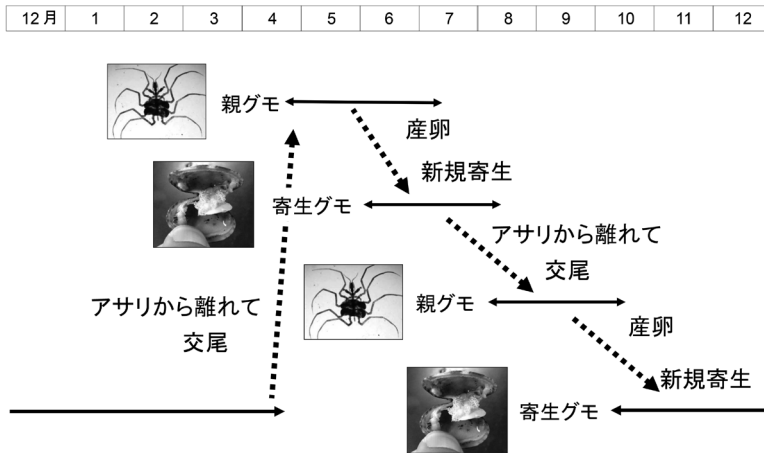 12月 1 2 3 4 5 6 7 8 9 10 11 12
親グモ
産卵
新規寄生
寄生グモ
アサリから離れて
交尾
アサリから離れて
交尾
親グモ
産卵
新規寄生
寄生グモ